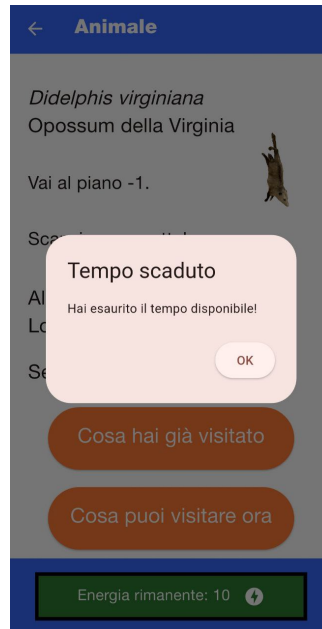 Animale
Didelphis virginiana
Opossum della Virginia
Vai al piano -1.
Tempo scaduto
Hai esaurito il tempo disponibile!
OK
Cosa hai già visitato
Cosa puoi visitare ora
Energia rimanente: 10